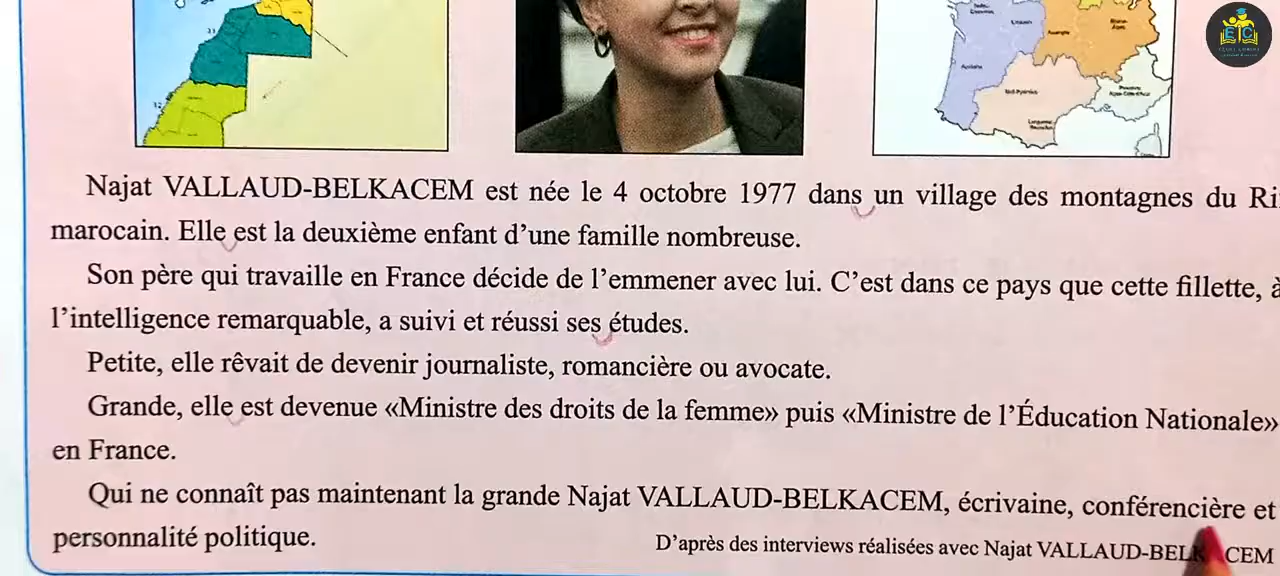 Najat VALLAUD-BELKACEM est née le 4 octobre 1977 dans un village des montagnes du Ri
marocain. Elle est la deuxième enfant d'une famille nombreuse.
Son père qui travaille en France décide de l'emmener avec lui. C'est dans ce pays que cette fillette, à
l'intelligence remarquable, a suivi et réussi ses études.
Petite, elle rêvait de devenir journaliste, romancière ou avocate.
Grande, elle est devenue «Ministre des droits de la femme» puis «Ministre de l'Éducation Nationale»
en France.
Qui ne connaît pas maintenant la grande Najat VALLAUD-BELKACEM, écrivaine, conférencière et
personnalité politique.
D'après des interviews réalisées avec Najat VALLAUD-BELK CEM